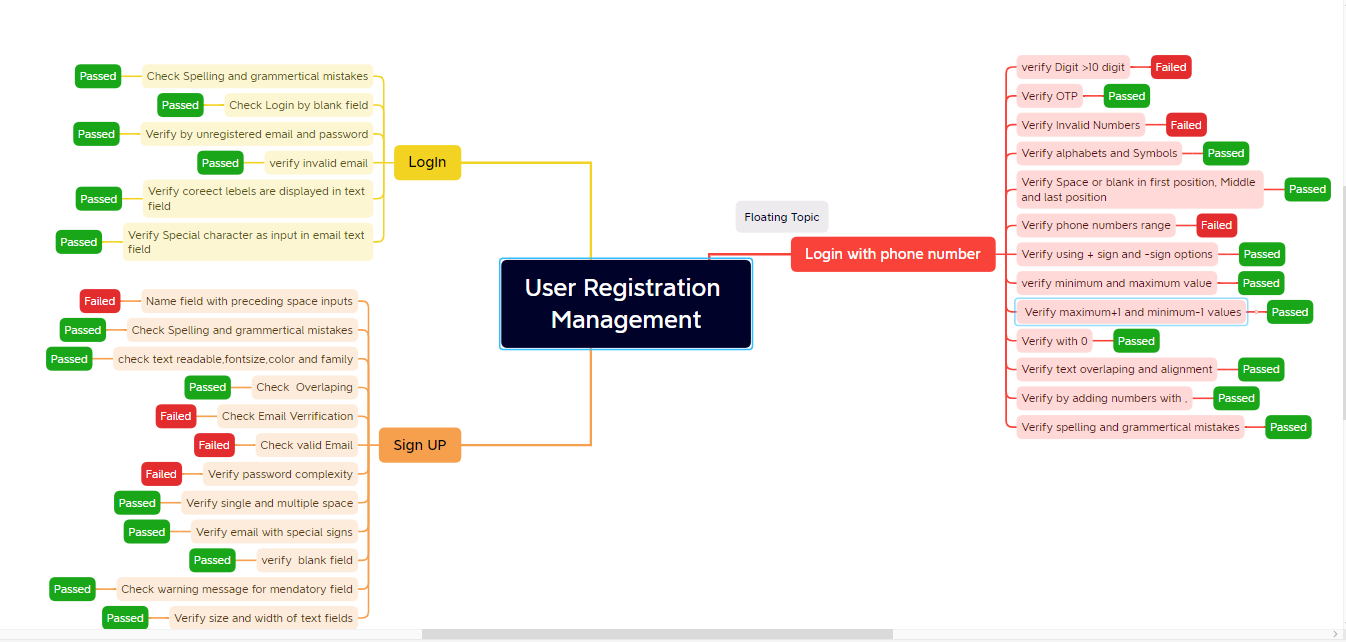 User Registration
Management
LogIn
Passed Check Spelling and grammertical mistakes
Passed Check Login by blank field
Passed Verify by unregistered email and password
Passed verify invalid email
Passed Verify coreect lebels are displayed in text
field
Passed Verify Special character as input in email text
field
Sign UP
Failed Name field with preceding space inputs
Passed Check Spelling and grammertical mistakes
Passed check text readable,fontsize,color and family
Passed Check Overlaping
Failed Check Email Verrification
Failed Check valid Email
Failed Verify password complexity
Passed Verify single and multiple space
Passed Verify email with special signs
Passed verify blank field
Passed Check warning message for mendatory field
Passed Verify size and width of text fields
Floating Topic
Login with phone number
verify Digit >10 digit Failed
Verify OTP Passed
Verify Invalid Numbers Failed
Verify alphabets and Symbols Passed
Verify Space or blank in first position, Middle
and last position Passed
Verify phone numbers range Failed
Verify using + sign and -sign options Passed
verify minimum and maximum value Passed
Verify maximum+1 and minimum-1 values Passed
Verify with 0 Passed
Verify text overlaping and alignment Passed
Verify by adding numbers with , Passed
Verify spelling and grammertical mistakes Passed